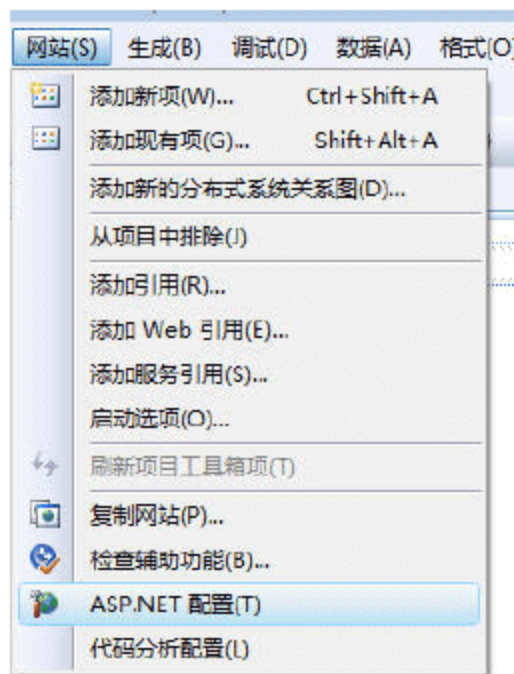 网站(S) 生成(B) 调试(D) 数据(A) 格式(O)
添加新项(W)... Ctrl+Shift+A
添加现有项(G)... Shift+Alt+A
添加新的分布式系统关系图(D)...
从项目中排除(J)
添加引用(R)...
添加 Web 引用(E)...
添加服务引用(S)...
启动选项(O)...
刷新项目工具箱项(T)
复制网站(P)...
检查辅助功能(B)...
ASP.NET 配置(T)
代码分析配置(L)